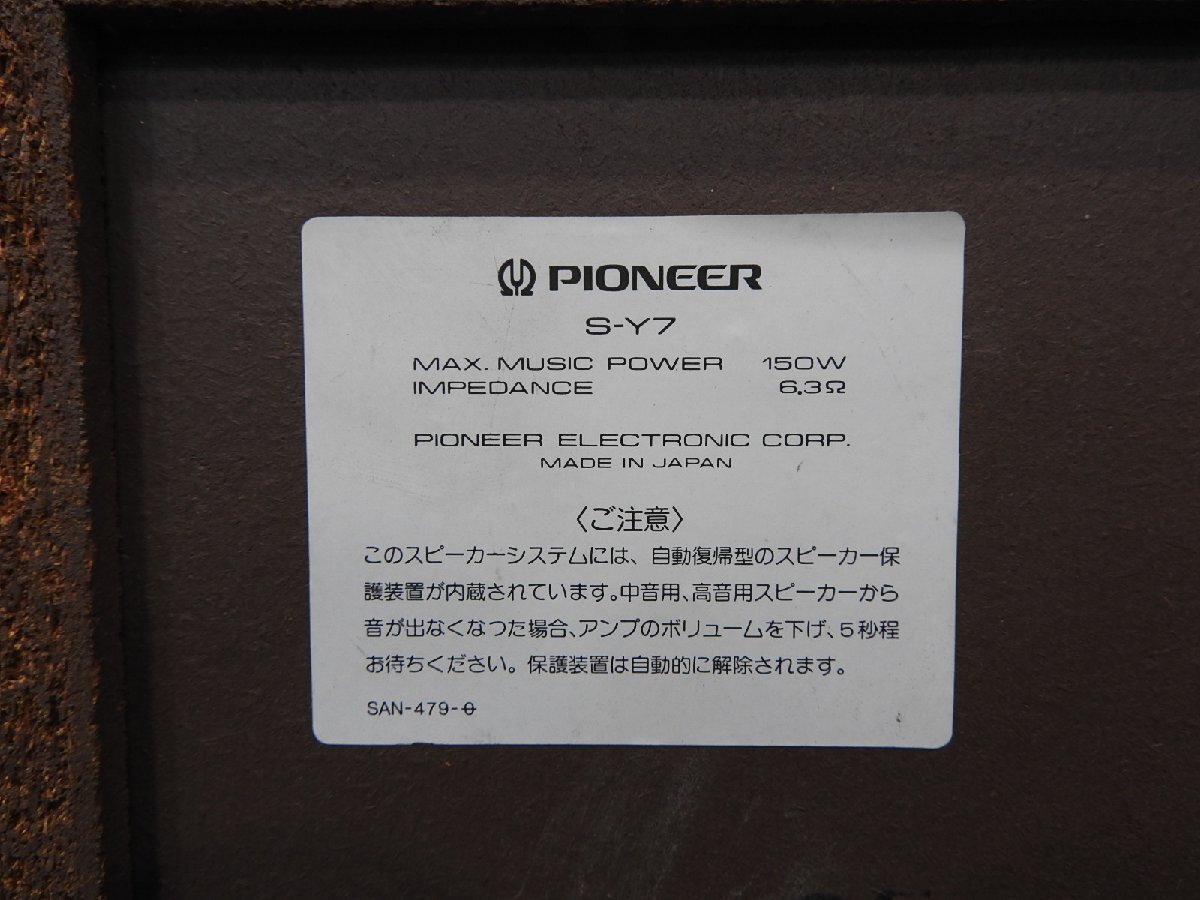 PIONEER
S-Y7
MAX. MUSIC POWER 150W
IMPEDANCE 6.3Ω
PIONEER ELECTRONIC CORP.
MADE IN JAPAN
〈ご注意〉
このスピーカーシステムには、自動復帰型のスピーカー保
護装置が内蔵されています。中音用、高音用スピーカーから
音が出なくなった場合、アンプのボリュームを下げ、5秒程
お待ちください。保護装置は自動的に解除されます。
SAN-479-0